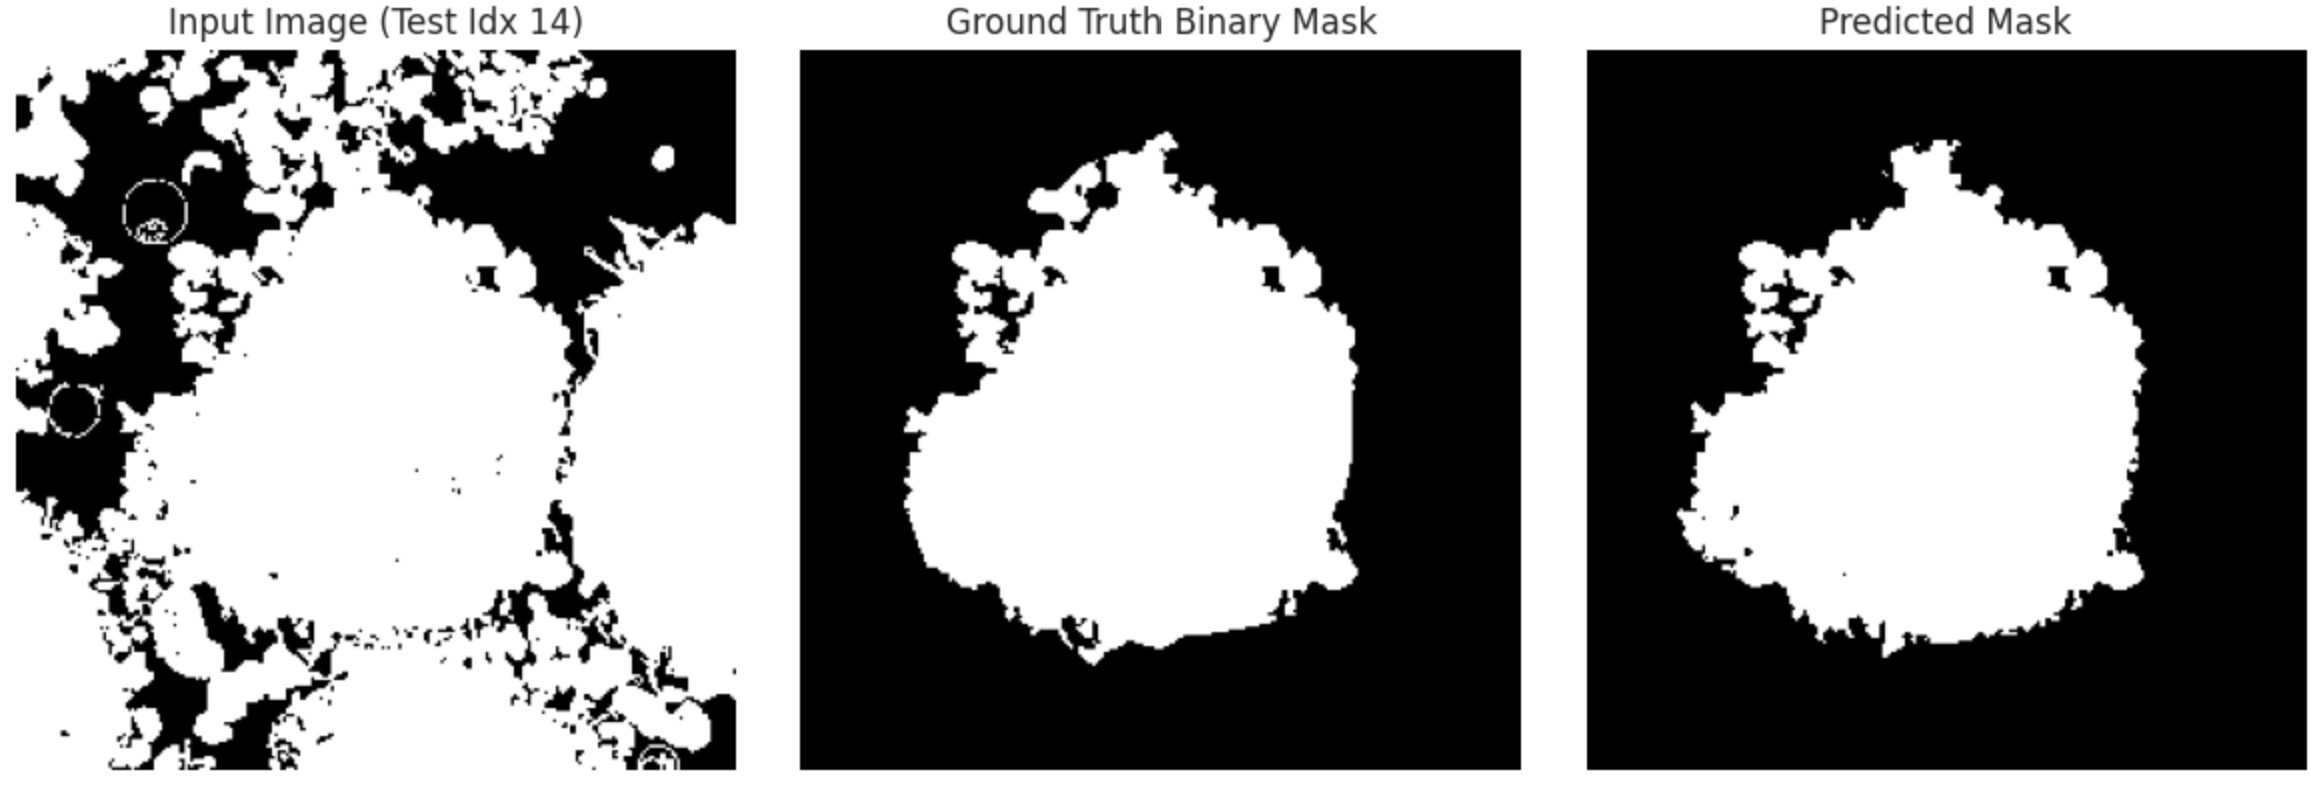 Input Image (Test Idx 14)
Ground Truth Binary Mask
Predicted Mask